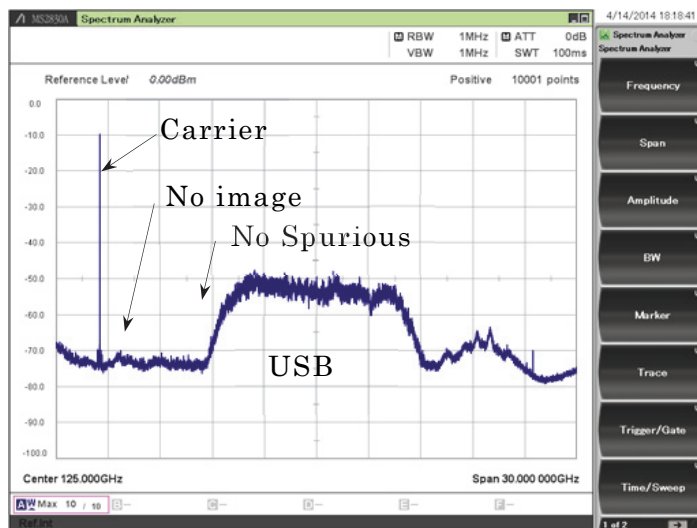 4/14/2014 18:18:41
MS2830A Spectrum Analyzer
RBW 1MHz ATT 0dB
VBW 1MHz SWT 100ms
Reference Level 0.00dBm Positive 10001 points
0.0
-10.0
-20.0
-30.0
-40.0
-50.0
-60.0
-70.0
-80.0
-90.0
-100.0
Carrier
No image
No Spurious
USB
Center 125.000GHz Span 30.000 000GHz
AW Max 10 / 10
Ref.Int
Spectrum Analyzer
Spectrum Analyzer
Frequency
Span
Amplitude
BW
Marker
Trace
Trigger/Gate
Time/Sweep
1 of 2